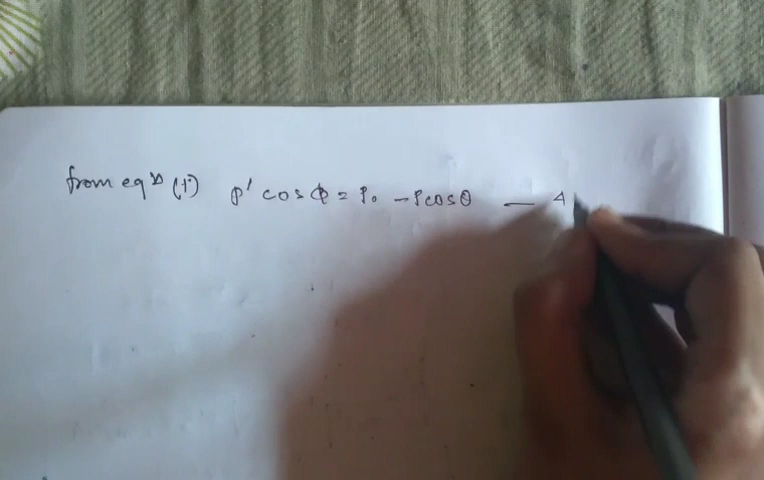 from eqn (1) p' cos φ = p₀ - p cos θ — 4